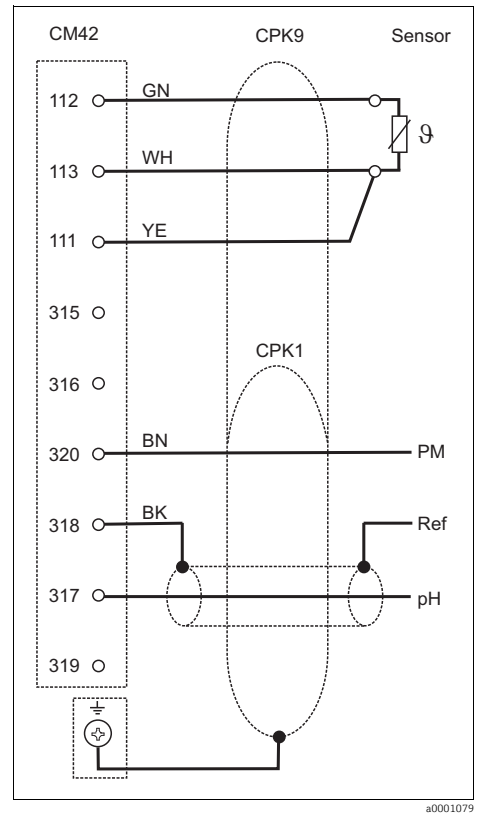 CM42 CPK9 Sensor
112 GN
ϑ
113 WH
111 YE
315
CPK1
316
320 BN PM
318 BK Ref
317 pH
319
a0001079